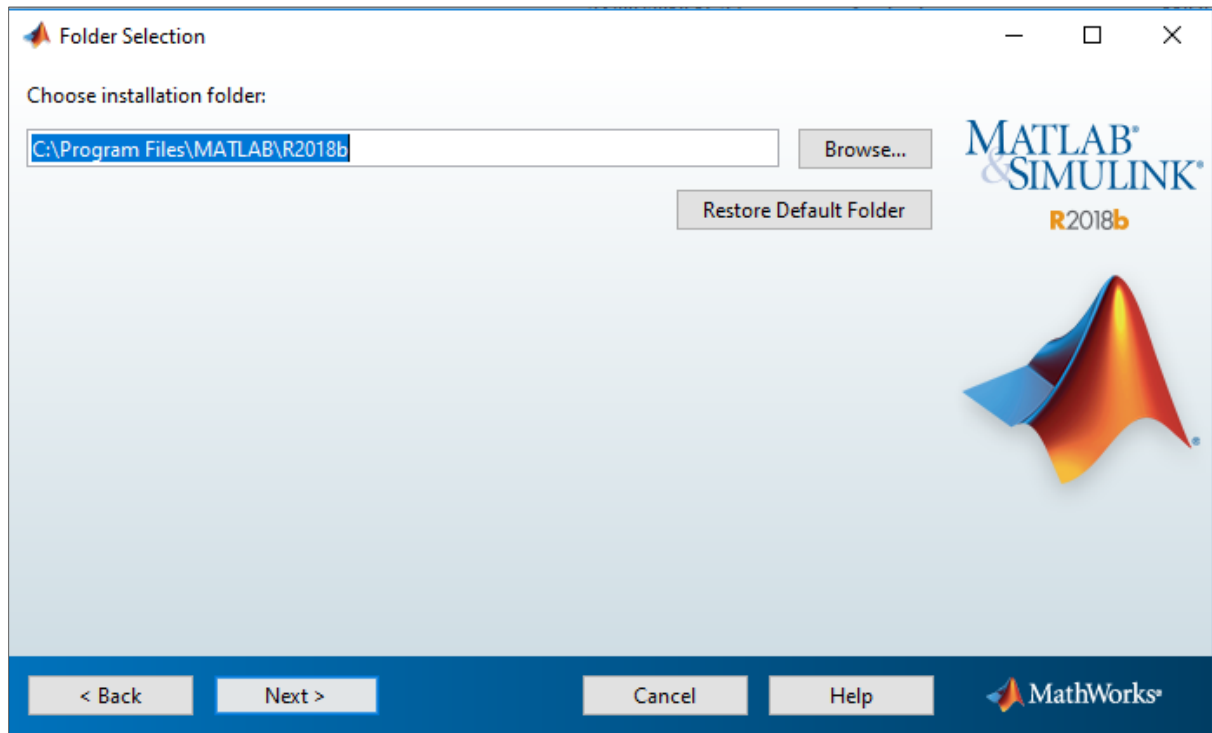 Folder Selection
Choose installation folder:
C:\Program Files\MATLAB\R2018b
Browse...
Restore Default Folder
MATLAB®
&SIMULINK®
R2018b
< Back
Next >
Cancel
Help
MathWorks®